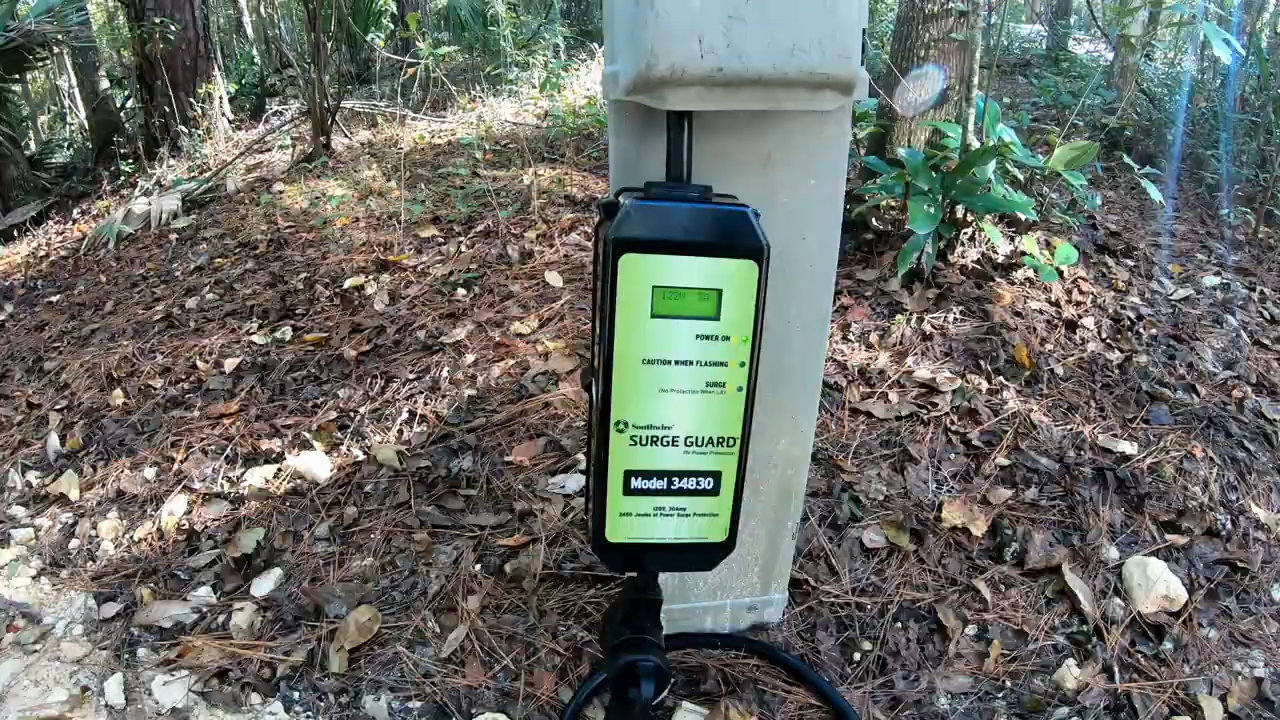 122V
POWER ON
CAUTION WHEN FLASHING
SURGE
(No Protection When Lit)
Southwire
SURGE GUARD
RV Power Protection
Model 34830
120V, 30Amp
2450 Joules of Power Surge Protection